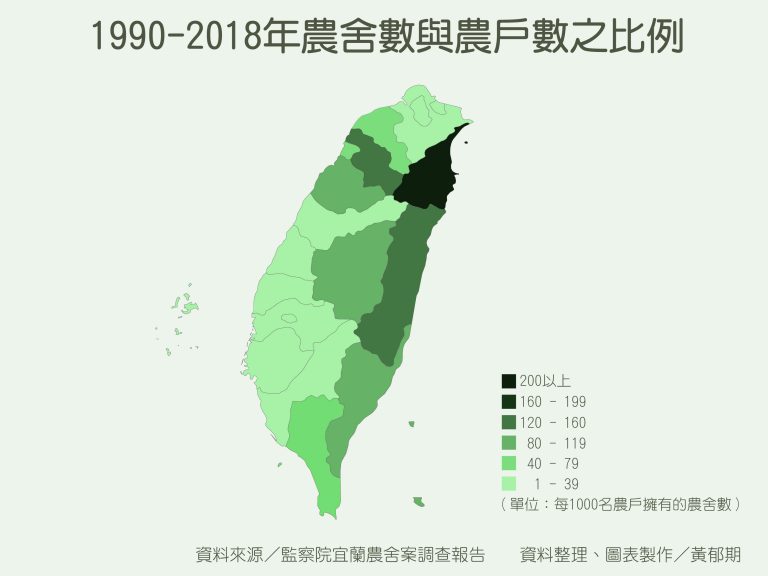 1990-2018年農舍數與農戶數之比例
200以上
160 - 199
120 - 160
80 - 119
40 - 79
1 - 39
(單位：每1000名農戶擁有的農舍數)
資料來源／監察院宜蘭農舍案調查報告　資料整理、圖表製作／黃郁期